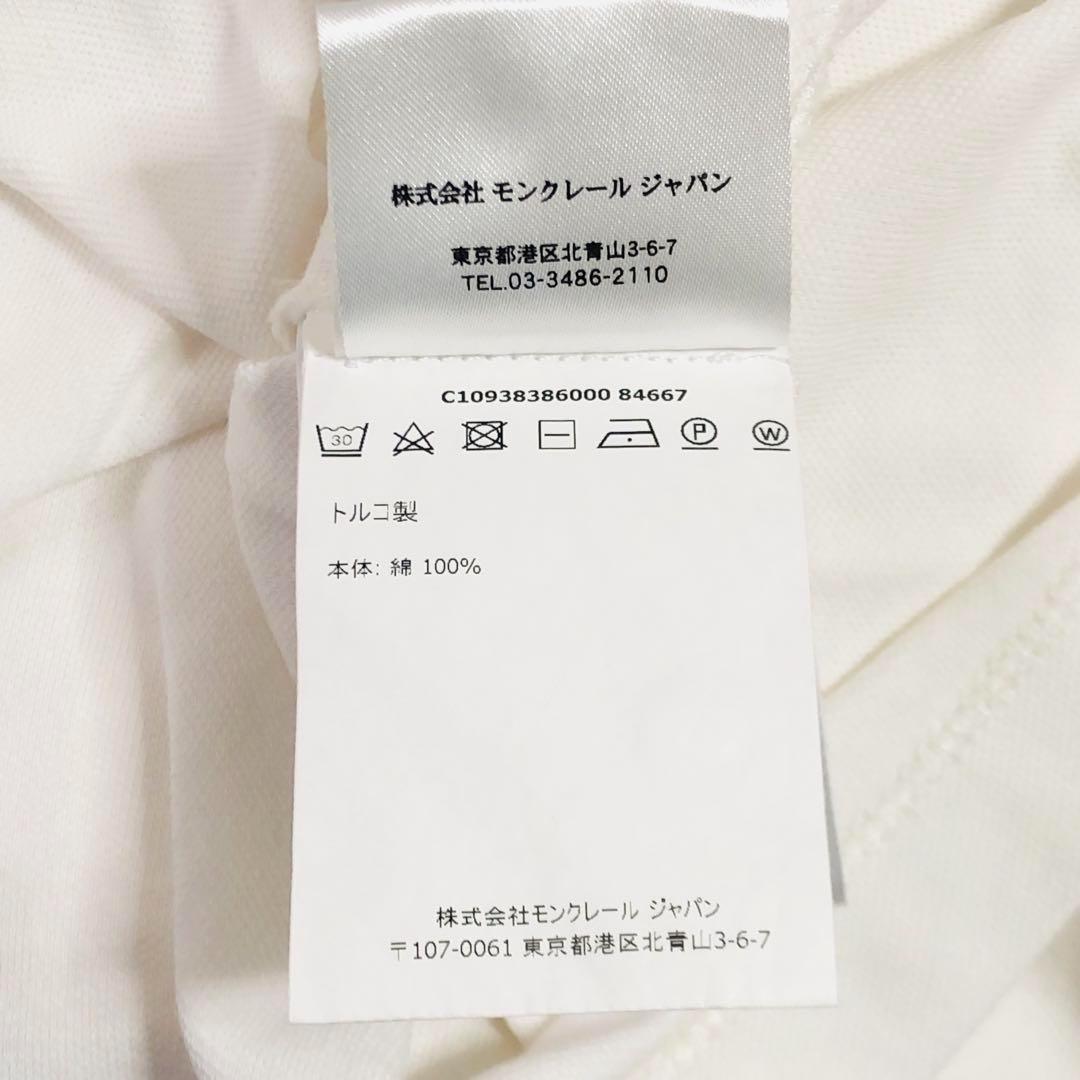 株式会社 モンクレール ジャパン
東京都港区北青山3-6-7
TEL.03-3486-2110
C10938386000 84667
30 P W
トルコ製
本体: 綿 100%
株式会社モンクレール ジャパン
〒107-0061 東京都港区北青山3-6-7